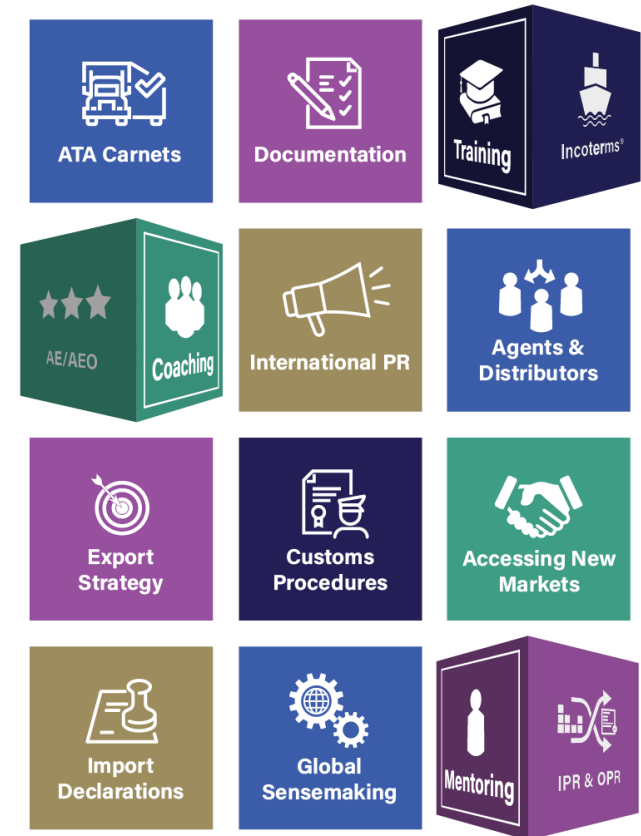 ATA Carnets
Documentation
Training
Incoterms®
AE/AEO
Coaching
International PR
Agents &
Distributors
Export
Strategy
Customs
Procedures
Accessing New
Markets
Import
Declarations
Global
Sensemaking
Mentoring
IPR & OPR